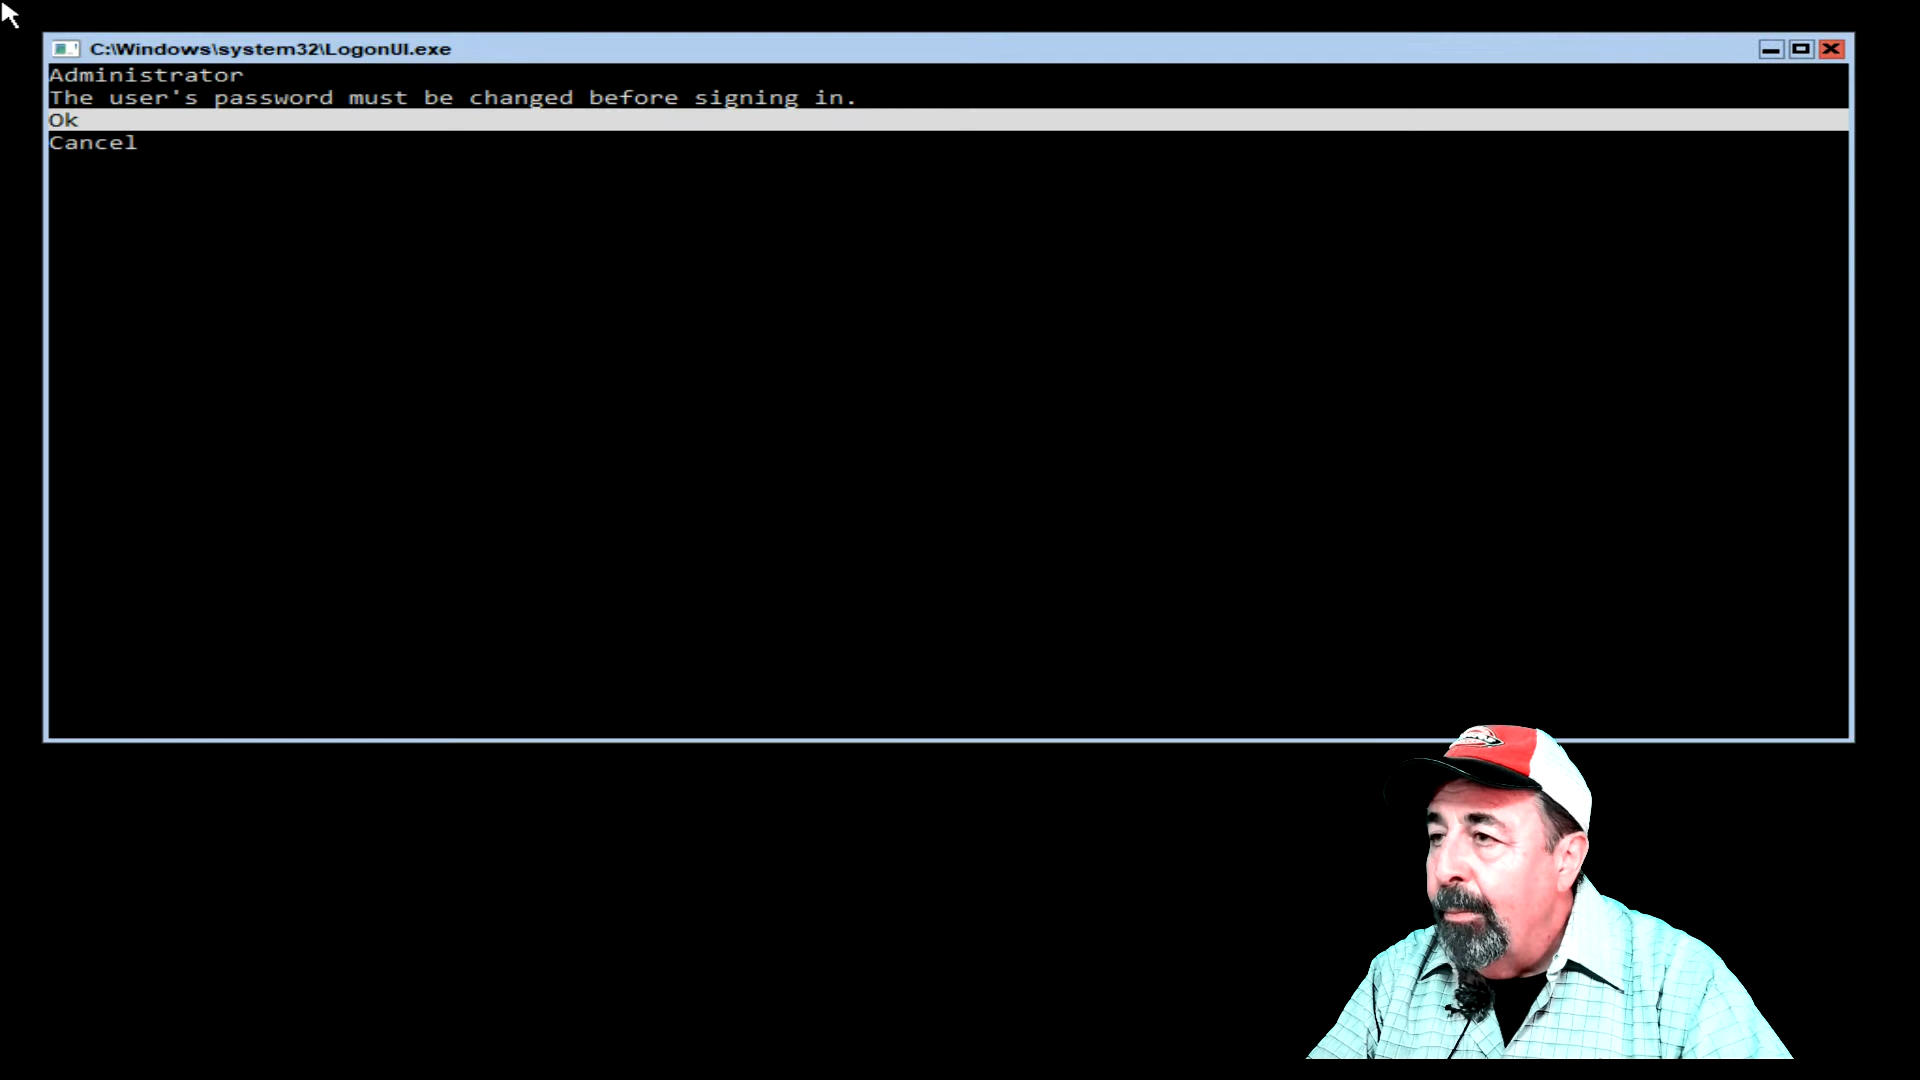 C:\Windows\system32\LogonUI.exe
Administrator
The user's password must be changed before signing in.
Ok
Cancel